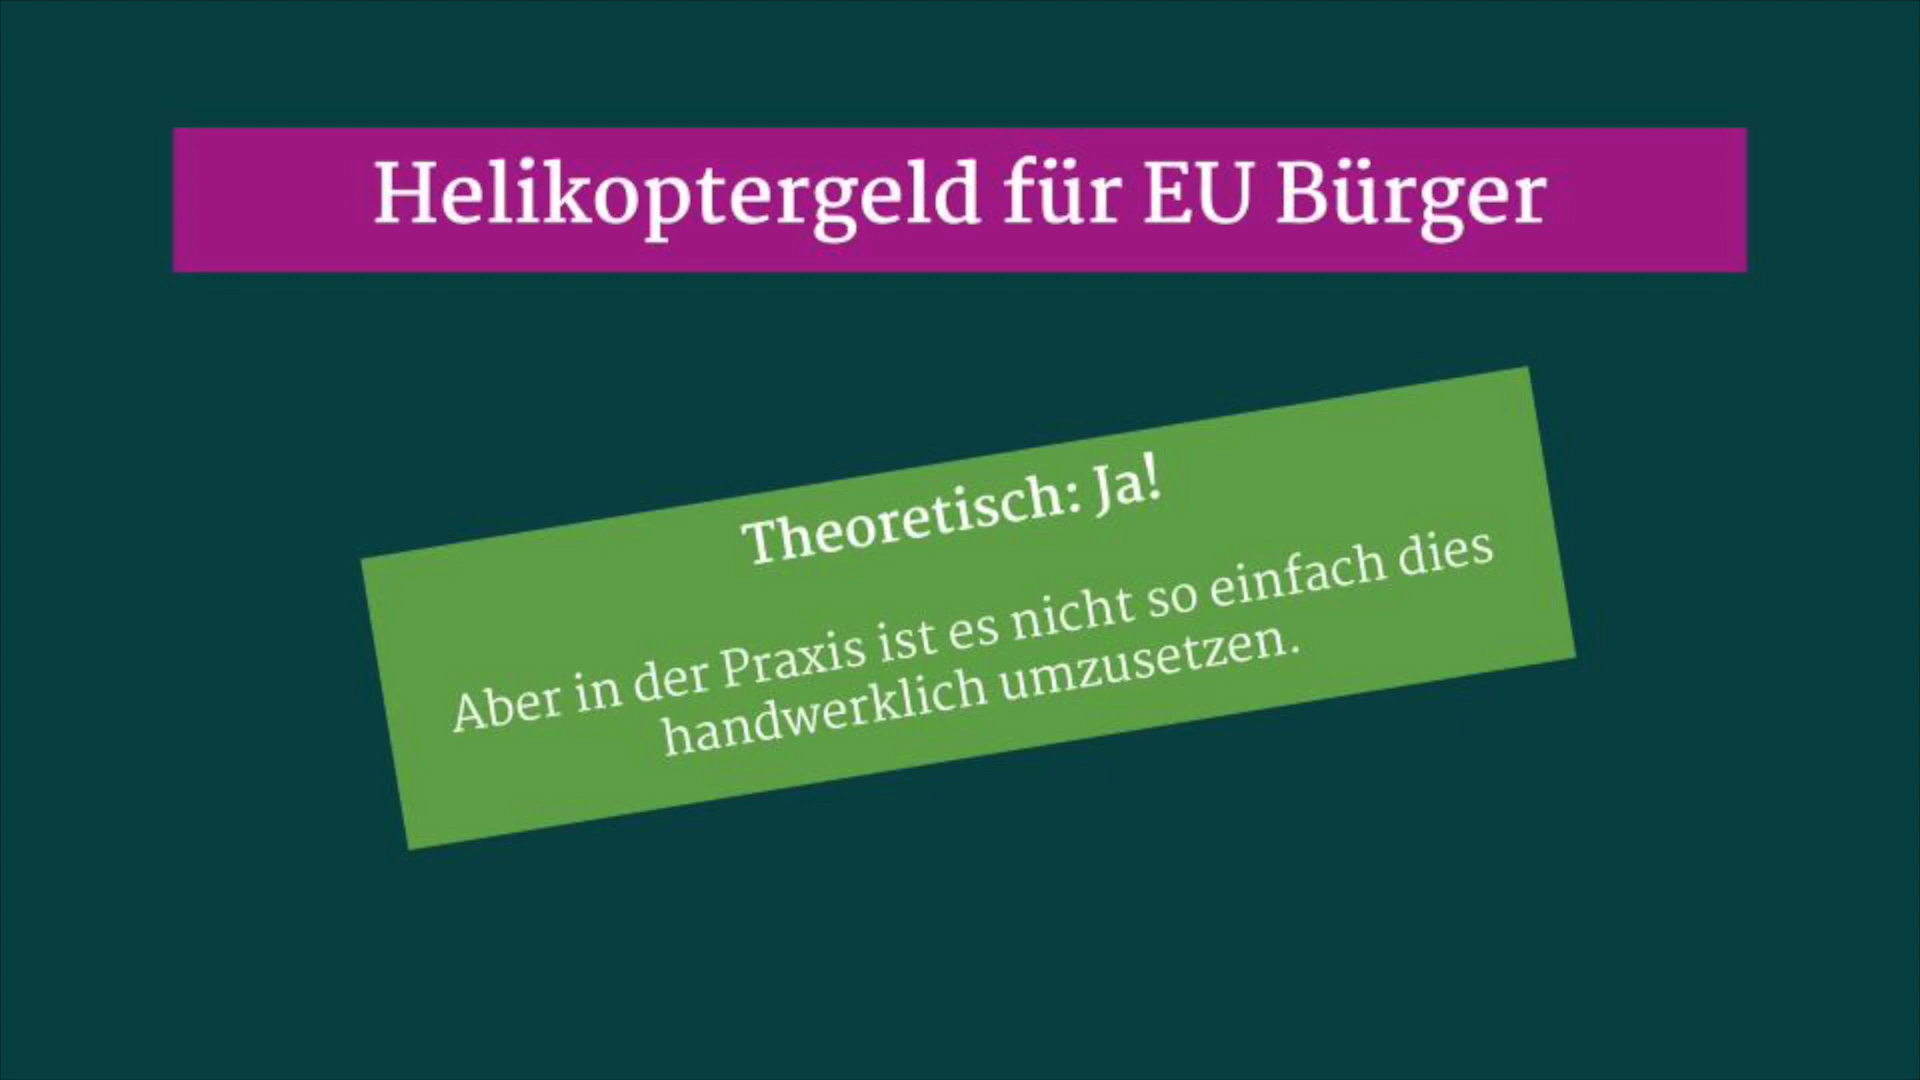 Helikoptergeld für EU Bürger
Theoretisch: Ja!
Aber in der Praxis ist es nicht so einfach dies
handwerklich umzusetzen.